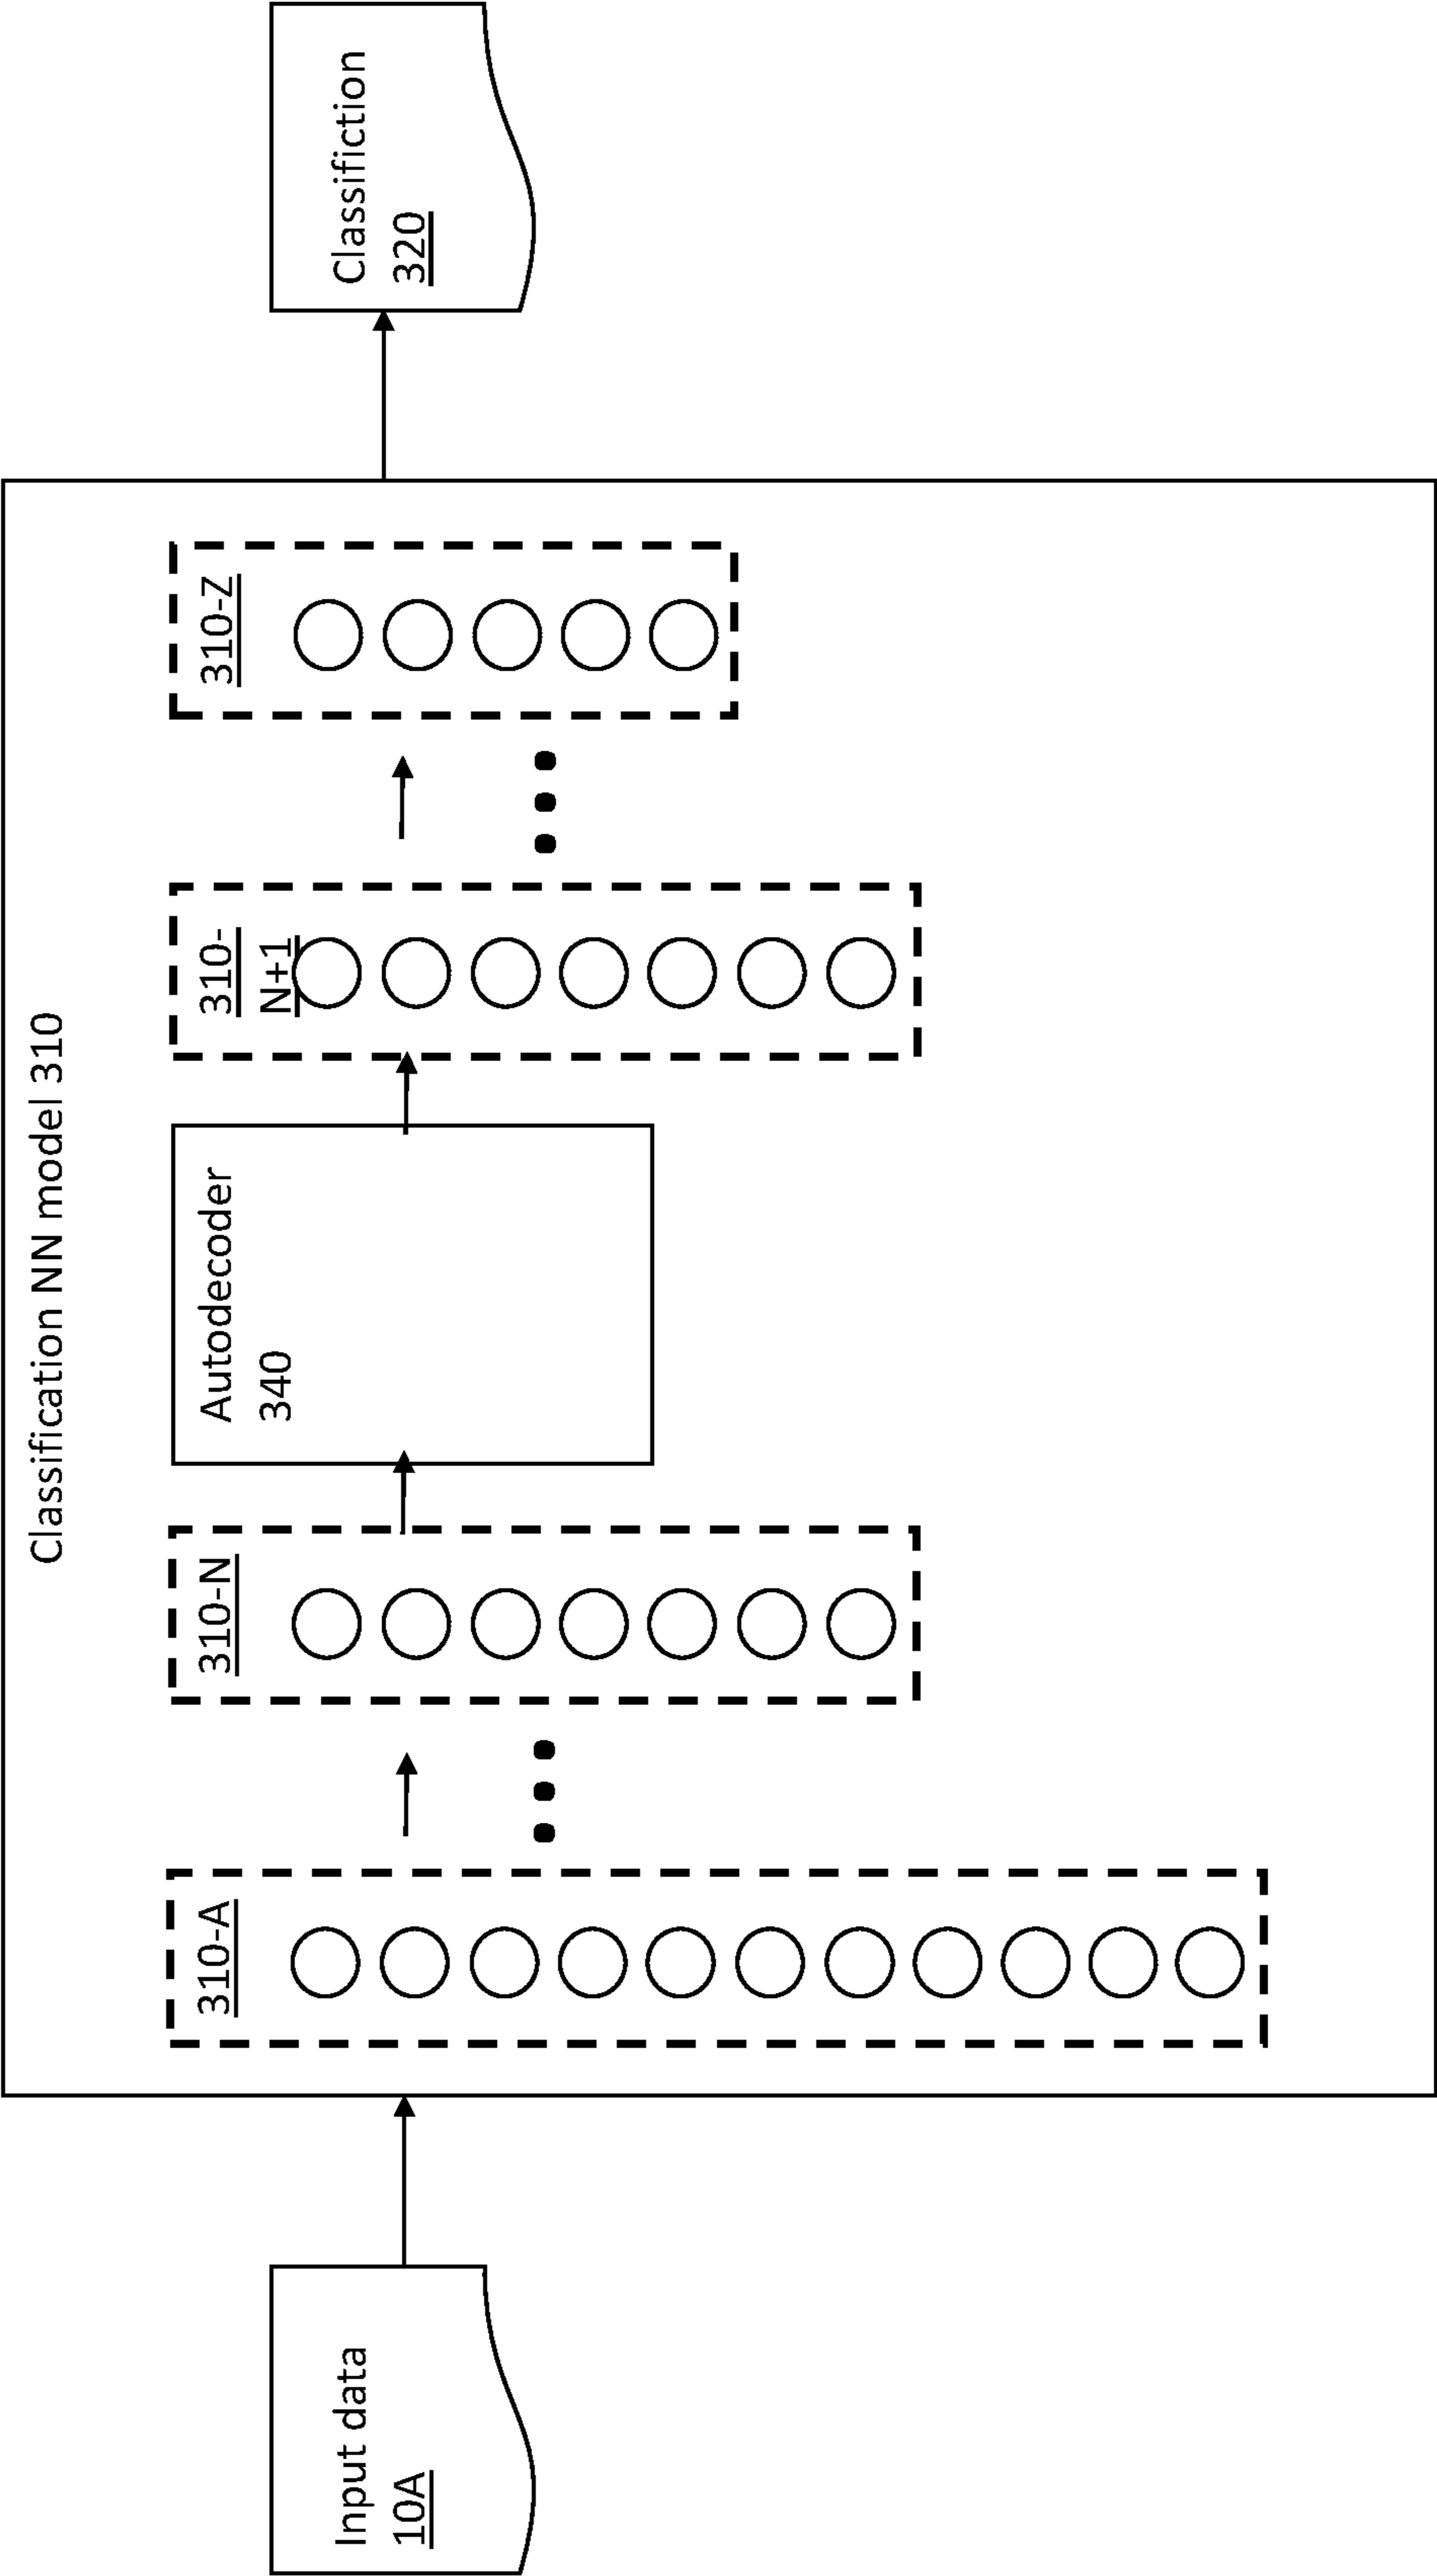 Classification NN model 310
Input data
10A
310-A
310-N
Autodecoder
340
310-
N+1
310-Z
Classifiction
320